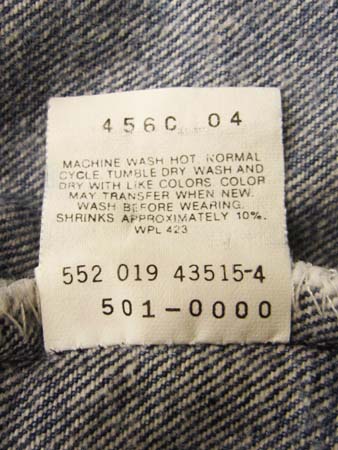 456C 04
MACHINE WASH HOT, NORMAL
CYCLE, TUMBLE DRY WASH AND
DRY WITH LIKE COLORS. COLOR
MAY TRANSFER WHEN NEW.
WASH BEFORE WEARING.
SHRINKS APPROXIMATELY 10%.
WPL 423
552 019 43515-4
501-0000